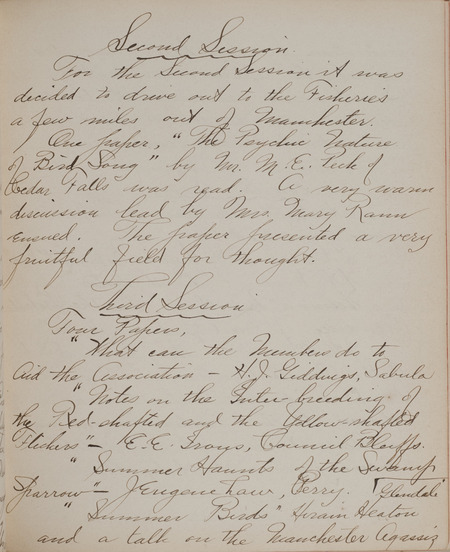 Second Session.
For the Second Session it was
decided to drive out to the Fisheries
a few miles out of Manchester.
One paper, "The Psychic Nature
of Bird Song" by Mr. M. E. Peck of
Cedar Falls was read. A very warm
discussion lead by Mrs. Mary Rann
ensued. The paper presented a very
fruitful field for thought.
Third Session
Four Papers,
"What can the Members do to
Aid the Association – H. J. Giddings, Sabula
"Notes on the Inter-breeding of
the Red-shafted and the Yellow-shafted
Flickers" – E. E. Crouss, Council Bluffs.
"Summer Haunts of the Swamp
Sparrow" – J Eugene Law, Perry.
"Summer Birds" Hiram Heaton Glendale
and a talk on the Manchester Agassiz